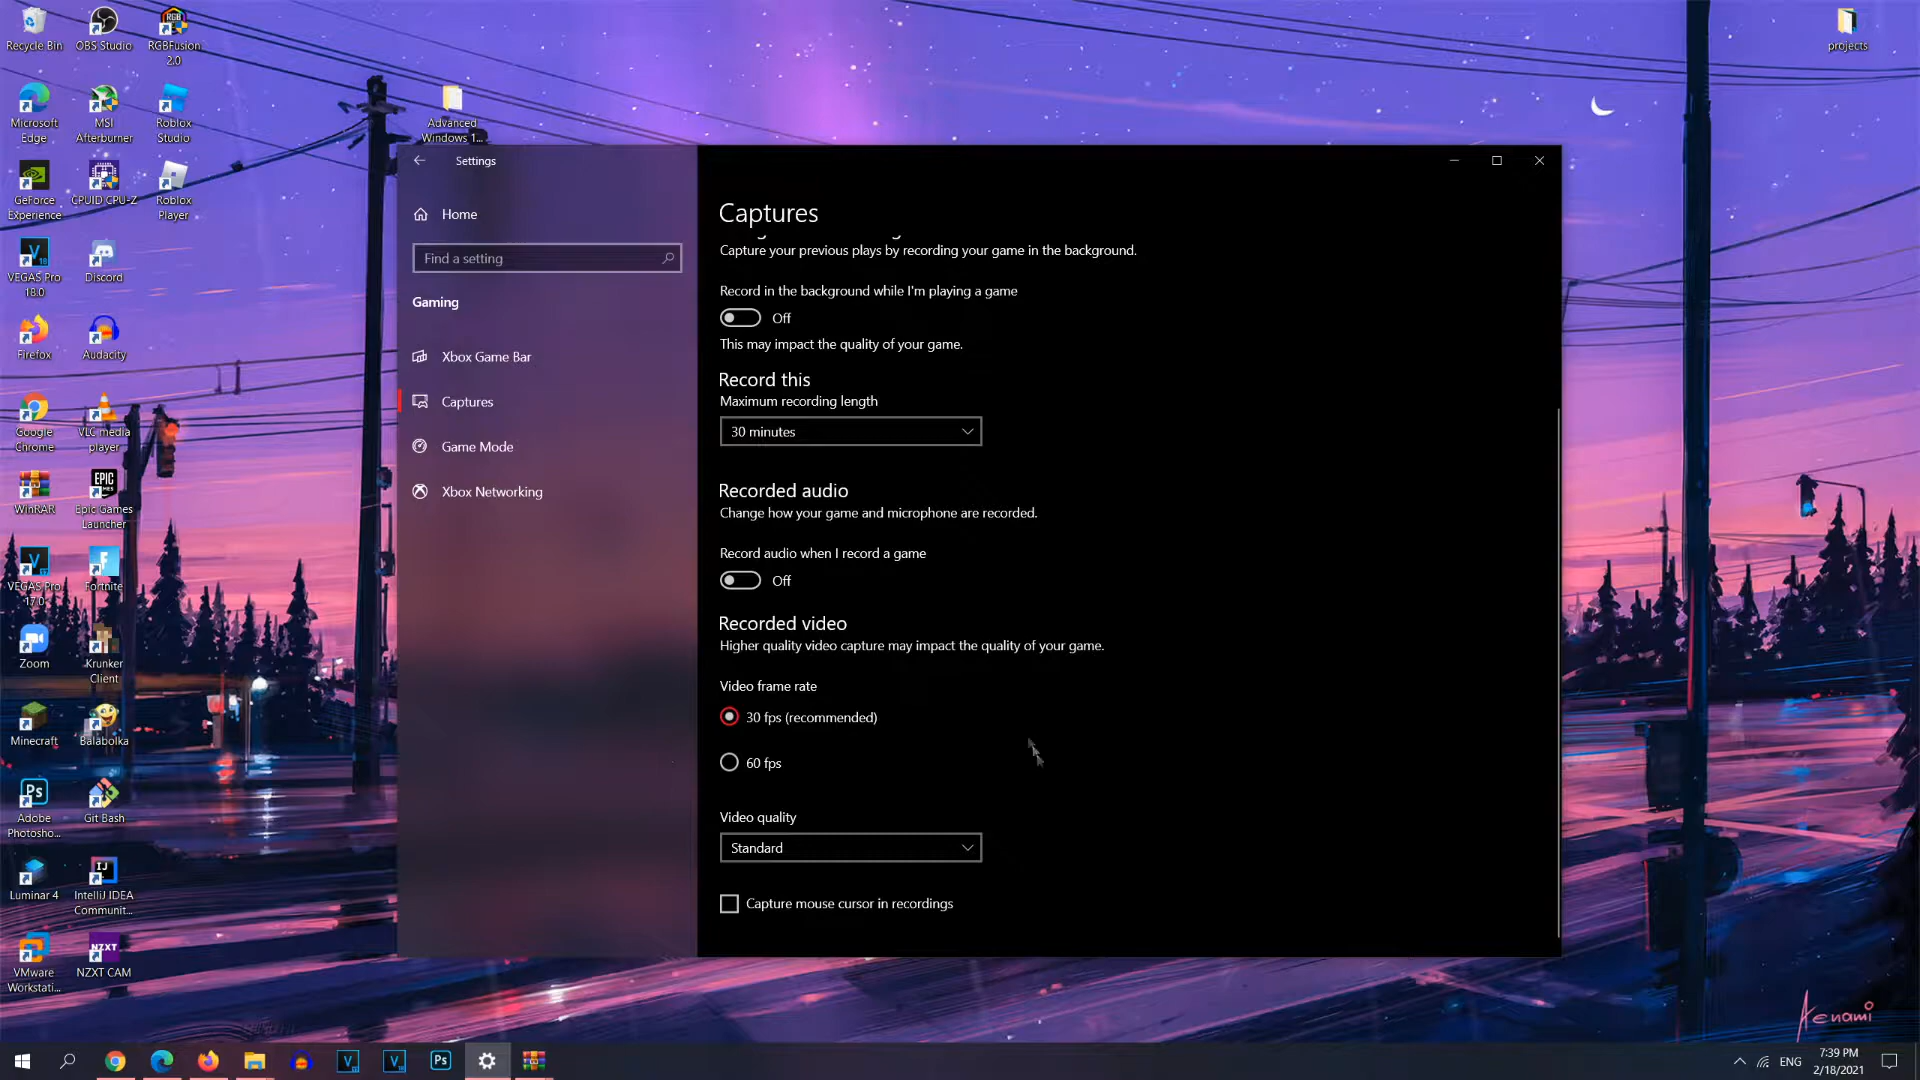 Recycle Bin
OBS Studio
RGBFusion
2.0
projects
Microsoft
Edge
MSI
Afterburner
Roblox
Studio
Advanced
Windows 1...
GeForce
Experience
CPUID CPU-Z
Roblox
Player
VEGAS Pro
18.0
Discord
Firefox
Audacity
Google
Chrome
VLC media
player
WinRAR
Epic Games
Launcher
VEGAS Pro
17.0
Fortnite
Zoom
Krunker
Client
Minecraft
Balabolka
Adobe
Photosho...
Git Bash
Luminar 4
IntelliJ IDEA
Communit...
VMware
Workstati...
NZXT CAM
Settings
Home
Find a setting
Gaming
Xbox Game Bar
Captures
Game Mode
Xbox Networking
Captures
Capture your previous plays by recording your game in the background.
Record in the background while I'm playing a game
Off
This may impact the quality of your game.
Record this
Maximum recording length
30 minutes
Recorded audio
Change how your game and microphone are recorded.
Record audio when I record a game
Off
Recorded video
Higher quality video capture may impact the quality of your game.
Video frame rate
30 fps (recommended)
60 fps
Video quality
Standard
Capture mouse cursor in recordings
Aenami
ENG
7:39 PM
2/18/2021